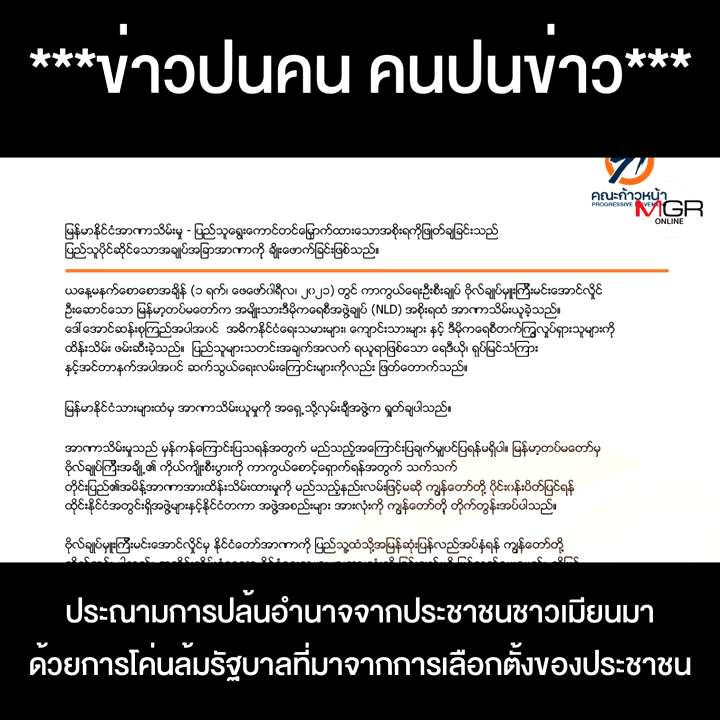 ***ข่าวปนคน คนปนข่าว***
คณะก้าวหน้า
PROGRESSIVE
MGR
ONLINE
မြန်မာနိုင်ငံအာဏာသိမ်းမှု - ပြည်သူရွေးကောင်တင်မြှောက်ထားသောအစိုးရကိုဖြုတ်ချခြင်းသည်
ပြည်သူပိုင်ဆိုင်သောအချုပ်အခြာအာဏာကို ချိုးဖောက်ခြင်းဖြစ်သည်။
ယနေ့မနက်စောစောအချိန် (၁ ရက်၊ ဖေဖော်ဝါရီလ၊ ၂၀၂၁) တွင် ကာကွယ်ရေးဦးစီးချုပ် ဗိုလ်ချုပ်မှူးကြီးမင်းအောင်လှိုင်
ဦးဆောင်သော မြန်မာ့တပ်မတော်က အမျိုးသားဒီမိုကရေစီအဖွဲ့ချုပ် (NLD) အစိုးရထံ အာဏာသိမ်းယူခဲ့သည်။
ဒေါ်အောင်ဆန်းစုကြည်အပါအဝင် အဓိကနိုင်ငံရေးသမားများ၊ ကျောင်းသားများ နှင့် ဒီမိုကရေစီတက်ကြွလှုပ်ရှားသူများကို
ထိန်းသိမ်း ဖမ်းဆီးခဲ့သည်။ ပြည်သူများသတင်းအချက်အလက် ရယူရာဖြစ်သော ရေဒီယို၊ ရုပ်မြင်သံကြား
နှင့်အင်တာနက်အပါအဝင် ဆက်သွယ်ရေးလမ်းကြောင်းများကိုလည်း ဖြတ်တောက်သည်။
မြန်မာနိုင်ငံသားများထံမှ အာဏာသိမ်းယူမှုကို အရှေ့သို့လှမ်းချီအဖွဲ့က ရှုတ်ချပါသည်။
အာဏာသိမ်းမှုသည် မှန်ကန်ကြောင်းပြသရန်အတွက် မည်သည့်အကြောင်းပြချက်မျှပင်ပြရန်မရှိပါ။ မြန်မာ့တပ်မတော်မှ
ဗိုလ်ချုပ်ကြီးအချို့၏ ကိုယ်ကျိုးစီးပွားကို ကာကွယ်စောင့်ရှောက်ရန်အတွက် သက်သက်
တိုင်းပြည်၏အမိန့်အာဏာအားထိန်းသိမ်းထားမှုကို မည်သည့်နည်းလမ်းဖြင့်မဆို ကျွန်တော်တို့ ပိုင်းပန်းပိတ်ပြင်ရန်
ထိုင်းနိုင်ငံအတွင်းရှိအဖွဲ့များနှင့်နိုင်ငံတကာ အဖွဲ့အစည်းများ အားလုံးကို ကျွန်တော်တို့ တိုက်တွန်းအပ်ပါသည်။
ဗိုလ်ချုပ်မှူးကြီးမင်းအောင်လှိုင်မှ နိုင်ငံတော်အာဏာကို ပြည်သူ့ထံသို့အမြန်ဆုံးပြန်လည်အပ်နှံရန် ကျွန်တော်တို့
ประณามการปล้นอำนาจจากประชาชนชาวเมียนมา
ด้วยการโค่นล้มรัฐบาลที่มาจากการเลือกตั้งของประชาชน